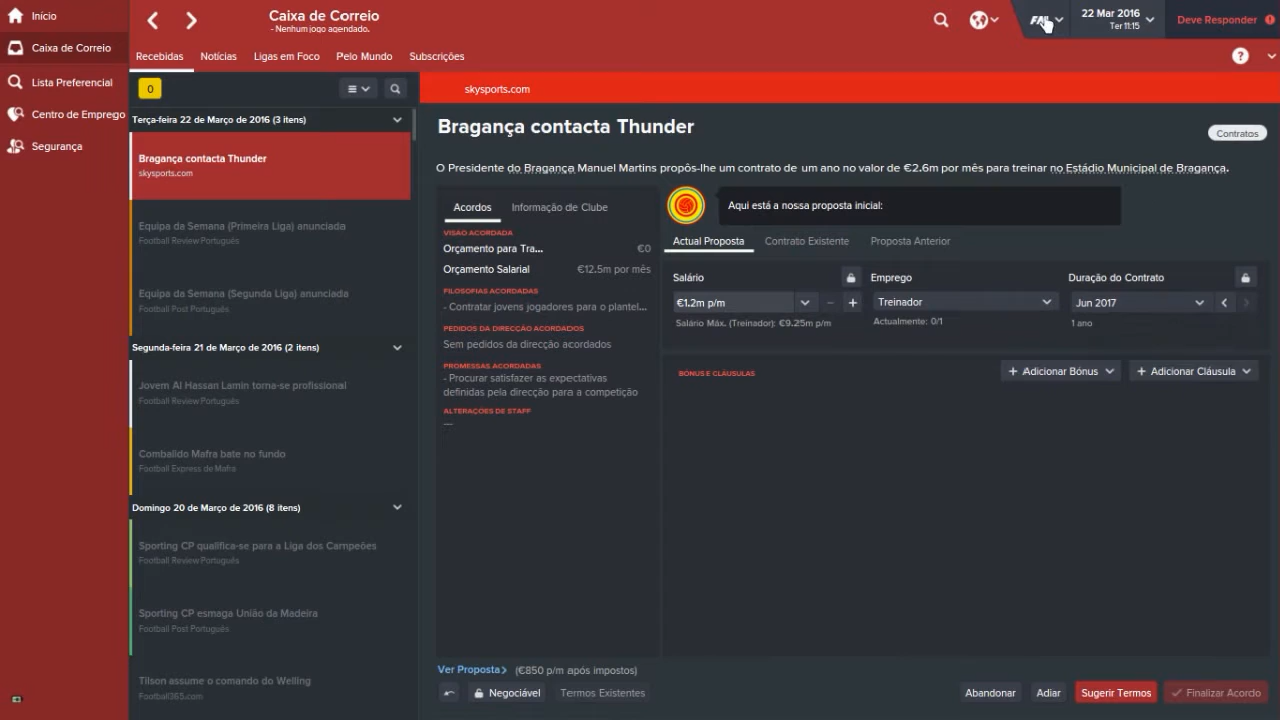 Início
Caixa de Correio
Lista Preferencial
Centro de Emprego
Segurança
Caixa de Correio
- Nenhum jogo agendado.
FM
22 Mar 2016
Ter 11:15
Deve Responder
Recebidas
Notícias
Ligas em Foco
Pelo Mundo
Subscrições
0
Terça-feira 22 de Março de 2016 (3 itens)
Bragança contacta Thunder
skysports.com
Equipa da Semana (Primeira Liga) anunciada
Football Review Português
Equipa da Semana (Segunda Liga) anunciada
Football Post Português
Segunda-feira 21 de Março de 2016 (2 itens)
Jovem Al Hassan Lamin torna-se profissional
Football Review Português
Combalido Mafra bate no fundo
Football Express de Mafra
Domingo 20 de Março de 2016 (8 itens)
Sporting CP qualifica-se para a Liga dos Campeões
Football Review Português
Sporting CP esmaga União da Madeira
Football Post Português
Tilson assume o comando do Welling
Football365.com
skysports.com
Bragança contacta Thunder
Contratos
O Presidente do Bragança Manuel Martins propôs-lhe um contrato de um ano no valor de €2.6m por mês para treinar no Estádio Municipal de Bragança.
Acordos
Informação de Clube
VISÃO ACORDADA
Orçamento para Tra... €0
Orçamento Salarial €12.5m por mês
FILOSOFIAS ACORDADAS
- Contratar jovens jogadores para o plantel...
PEDIDOS DA DIRECÇÃO ACORDADOS
Sem pedidos da direcção acordados
PROMESSAS ACORDADAS
- Procurar satisfazer as expectativas
definidas pela direcção para a competição
ALTERAÇÕES DE STAFF
—
Aqui está a nossa proposta inicial:
Actual Proposta
Contrato Existente
Proposta Anterior
Salário
€1.2m p/m
Salário Máx. (Treinador): €9.25m p/m
Emprego
Treinador
Actualmente: 0/1
Duração do Contrato
Jun 2017
1 ano
BÓNUS E CLÁUSULAS
Adicionar Bónus
Adicionar Cláusula
Ver Proposta> (€850 p/m após impostos)
Negociável
Termos Existentes
Abandonar
Adiar
Sugerir Termos
Finalizar Acordo